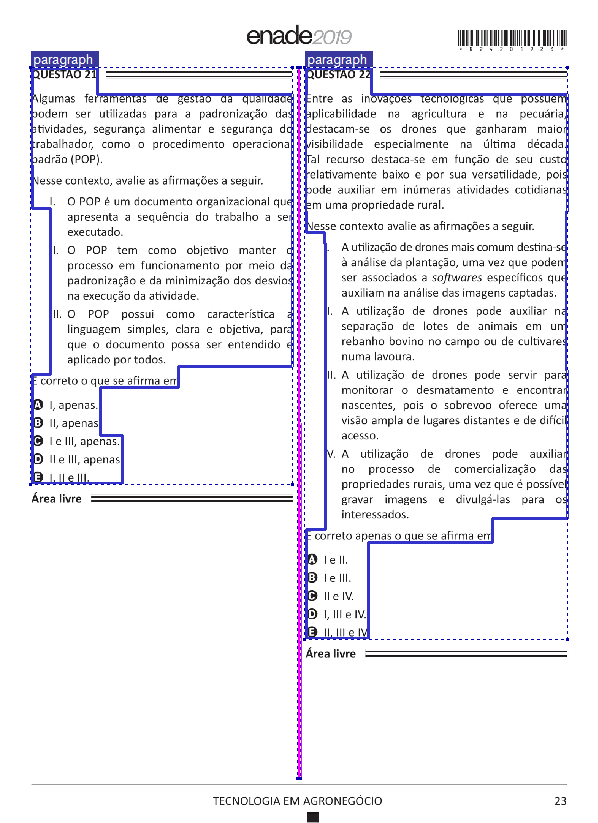 enade2019
paragraph
QUESTÃO 21
Algumas ferramentas de gestão da qualidade
podem ser utilizadas para a padronização das
atividades, segurança alimentar e segurança do
trabalhador, como o procedimento operacional
padrão (POP).
Nesse contexto, avalie as afirmações a seguir.
I. O POP é um documento organizacional que
apresenta a sequência do trabalho a ser
executado.
II. O POP tem como objetivo manter o
processo em funcionamento por meio da
padronização e da minimização dos desvios
na execução da atividade.
III. O POP possui como característica a
linguagem simples, clara e objetiva, para
que o documento possa ser entendido e
aplicado por todos.
É correto o que se afirma em
A I, apenas.
B II, apenas.
C I e III, apenas.
D II e III, apenas.
E I, II e III.
Área livre
paragraph
QUESTÃO 22
Entre as inovações tecnológicas que possuem
aplicabilidade na agricultura e na pecuária,
destacam-se os drones que ganharam maior
visibilidade especialmente na última década.
Tal recurso destaca-se em função de seu custo
relativamente baixo e por sua versatilidade, pois
pode auxiliar em inúmeras atividades cotidianas
em uma propriedade rural.
Nesse contexto avalie as afirmações a seguir.
I. A utilização de drones mais comum destina-se
à análise da plantação, uma vez que podem
ser associados a softwares específicos que
auxiliam na análise das imagens captadas.
II. A utilização de drones pode auxiliar na
separação de lotes de animais em um
rebanho bovino no campo ou de cultivares
numa lavoura.
III. A utilização de drones pode servir para
monitorar o desmatamento e encontrar
nascentes, pois o sobrevoo oferece uma
visão ampla de lugares distantes e de difícil
acesso.
IV. A utilização de drones pode auxiliar
no processo de comercialização das
propriedades rurais, uma vez que é possível
gravar imagens e divulgá-las para os
interessados.
É correto apenas o que se afirma em
A I e II.
B I e III.
C II e IV.
D I, III e IV.
E II, III e IV.
Área livre
TECNOLOGIA EM AGRONEGÓCIO
23